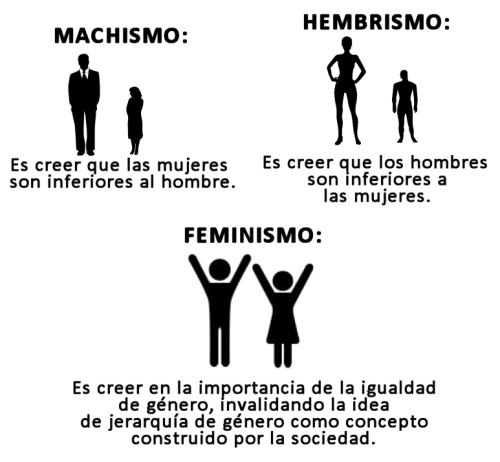 MACHISMO:
Es creer que las mujeres
son inferiores al hombre.
HEMBRISMO:
Es creer que los hombres
son inferiores a
las mujeres.
FEMINISMO:
Es creer en la importancia de la igualdad
de género, invalidando la idea
de jerarquía de género como concepto
construido por la sociedad.